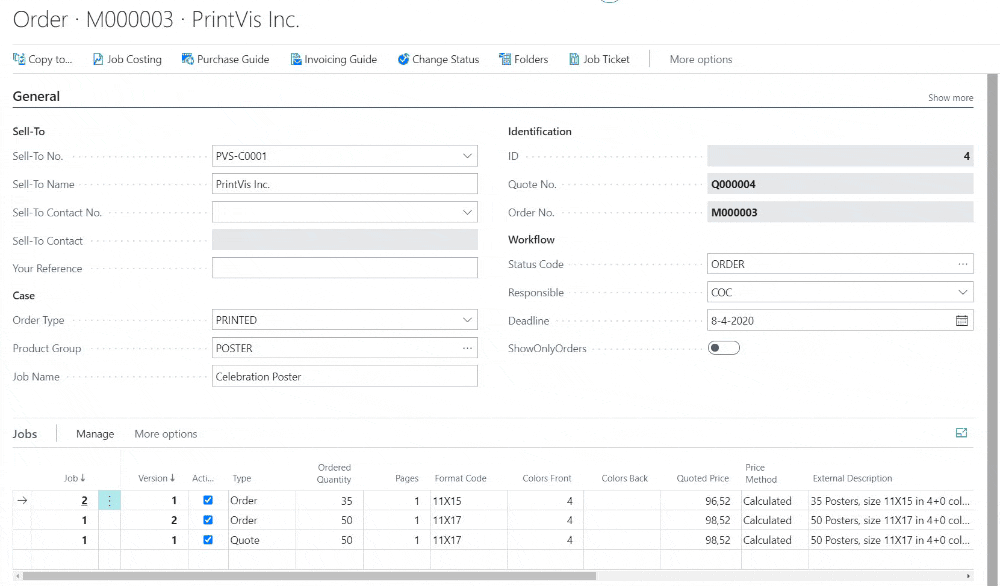 Order · M000003 · PrintVis Inc.
Copy to... Job Costing Purchase Guide Invoicing Guide Change Status Folders Job Ticket More options
General Show more
Sell-To
Sell-To No. PVS-C0001
Sell-To Name PrintVis Inc.
Sell-To Contact No.
Sell-To Contact
Your Reference
Case
Order Type PRINTED
Product Group POSTER ...
Job Name Celebration Poster
Identification
ID 4
Quote No. Q000004
Order No. M000003
Workflow
Status Code ORDER ...
Responsible COC
Deadline 8-4-2020
ShowOnlyOrders
Jobs Manage More options
Job ↓ Version ↓ Acti... Type Ordered Quantity Pages Format Code Colors Front Colors Back Quoted Price Price Method External Description
→ 2 1 Order 35 1 11X15 4 96,52 Calculated 35 Posters, size 11X15 in 4+0 col...
1 2 Order 50 1 11X17 4 98,52 Calculated 50 Posters, size 11X17 in 4+0 col...
1 1 Quote 50 1 11X17 4 98,52 Calculated 50 Posters, size 11X17 in 4+0 col...